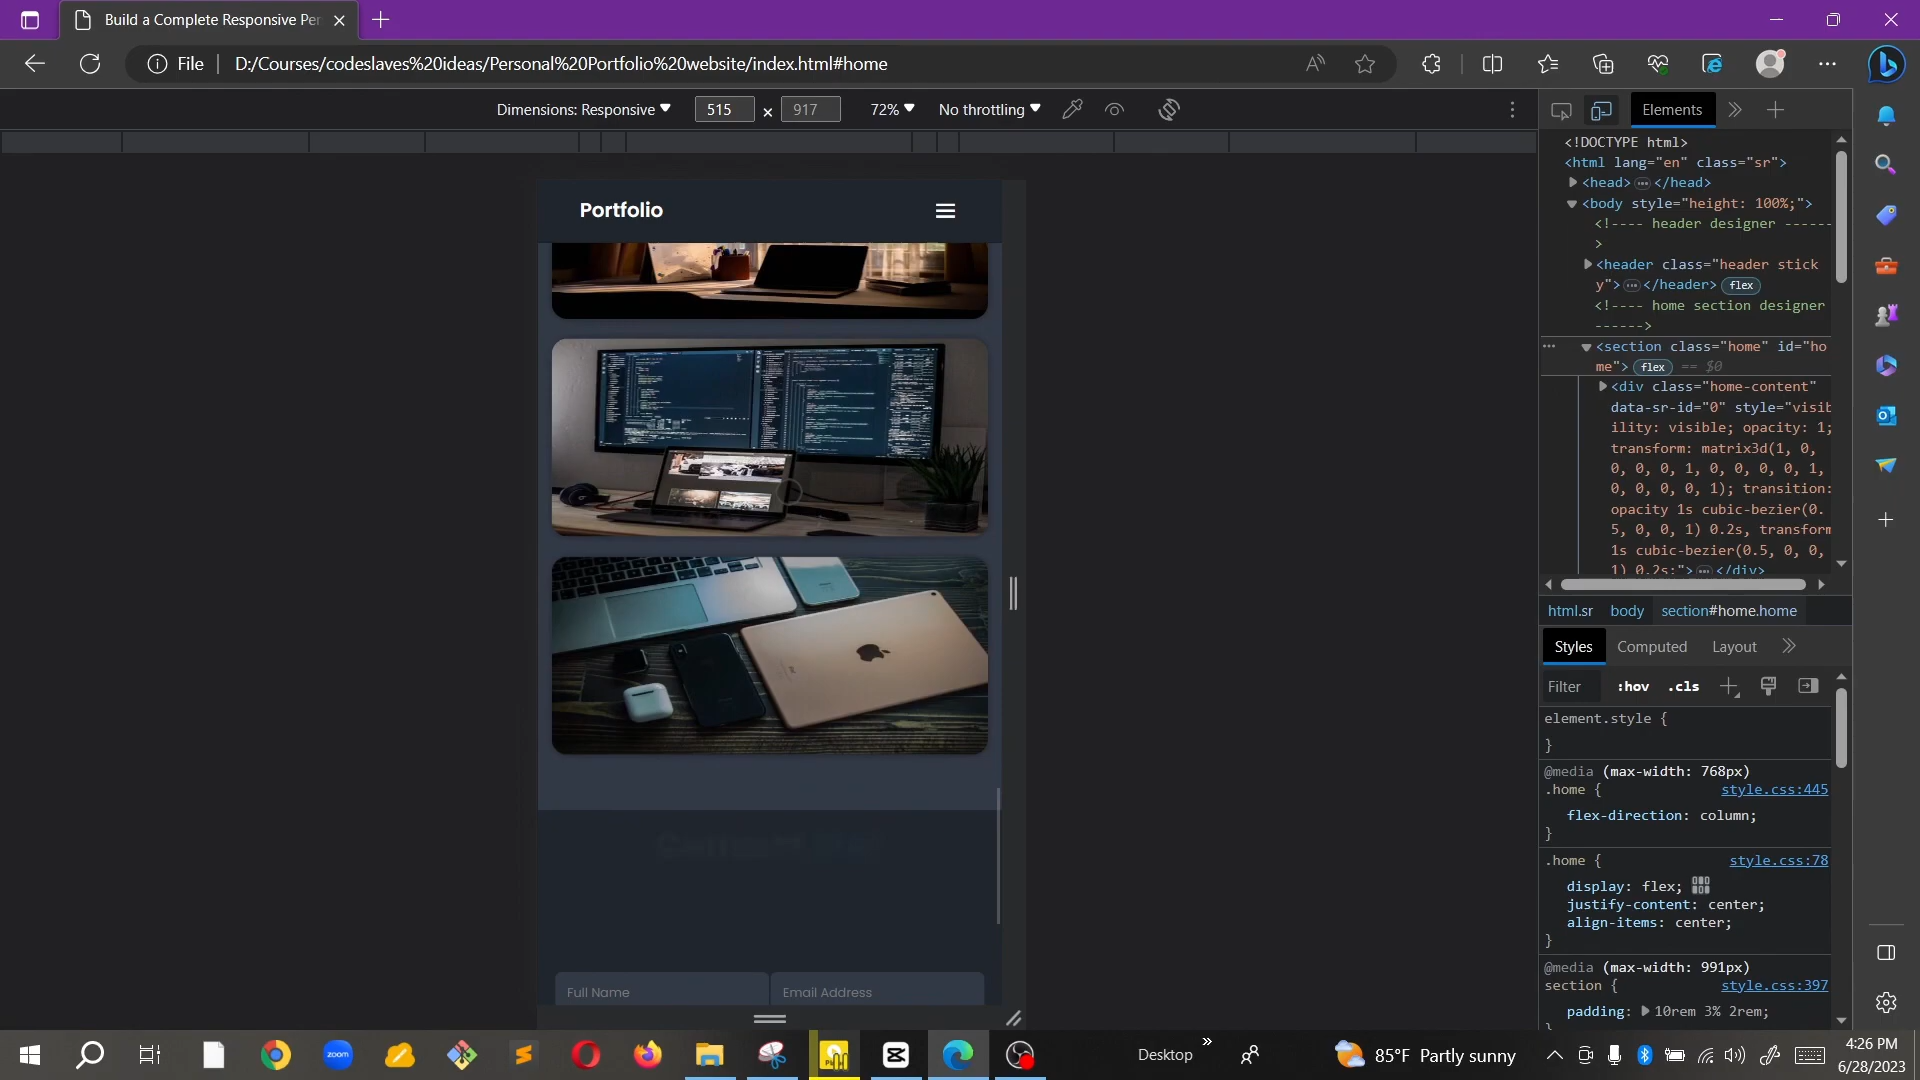 Build a Complete Responsive Per
File
D:/Courses/codeslaves%20ideas/Personal%20Portfolio%20website/index.html#home
Dimensions: Responsive
515 × 917
72%
No throttling
Elements
Portfolio
Full Name
Email Address
<!DOCTYPE html>
<html lang="en" class="sr">
<head> ⋯ </head>
<body style="height: 100%;">
<!---- header designer ------
>
<header class="header stick
y"> ⋯ </header> flex
<!---- home section designer
------>
⋯ <section class="home" id="ho
me"> flex == $0
<div class="home-content"
data-sr-id="0" style="visib
ility: visible; opacity: 1;
transform: matrix3d(1, 0,
0, 0, 0, 1, 0, 0, 0, 0, 1,
0, 0, 0, 0, 1); transition:
opacity 1s cubic-bezier(0.
5, 0, 0, 1) 0.2s, transform
1s cubic-bezier(0.5, 0, 0,
1) 0.2s;"> ⋯ </div>
html.sr body section#home.home
Styles Computed Layout
Filter :hov .cls
element.style {
}
@media (max-width: 768px)
.home { style.css:445
flex-direction: column;
}
.home { style.css:78
display: flex;
justify-content: center;
align-items: center;
}
@media (max-width: 991px)
section { style.css:397
padding: 10rem 3% 2rem;
}
zoom
Desktop
85°F Partly sunny
4:26 PM
6/28/2023